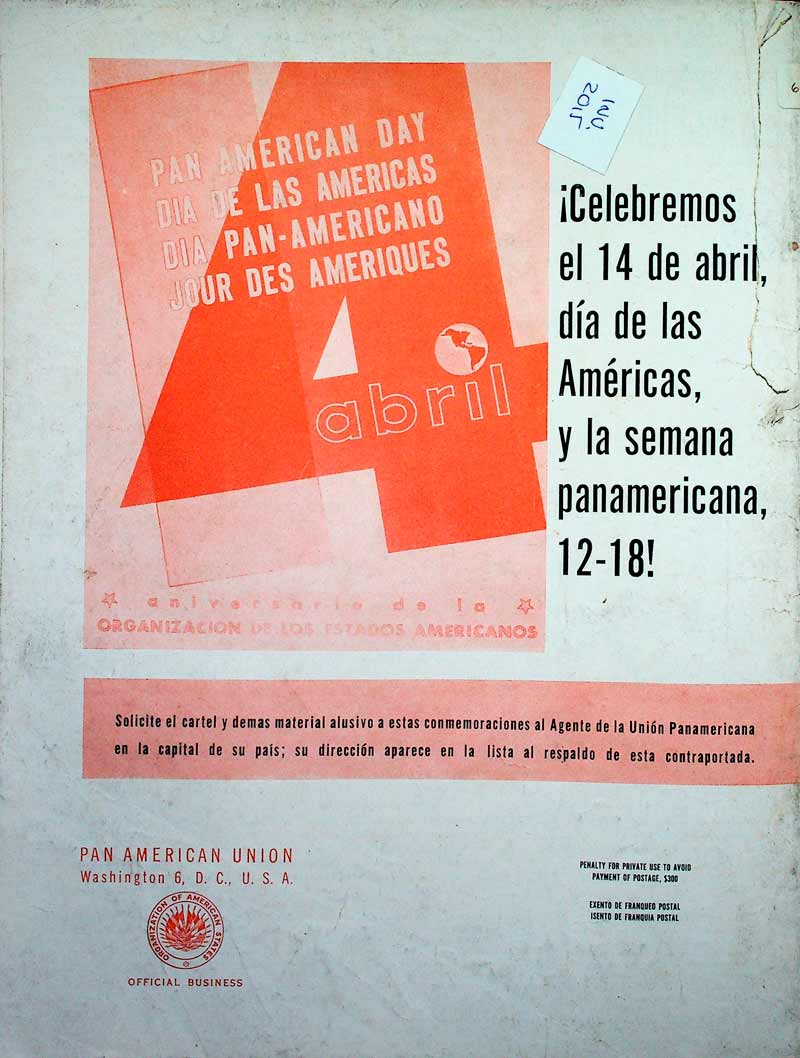 PAN AMERICAN DAY
DIA DE LAS AMERICAS
DIA PAN-AMERICANO
JOUR DES AMERIQUES
14
abril
aniversario de la
ORGANIZACION DE LOS ESTADOS AMERICANOS
INV.
2015
6
¡Celebremos
el 14 de abril,
día de las
Américas,
y la semana
panamericana,
12-18!
Solicite el cartel y demas material alusivo a estas conmemoraciones al Agente de la Unión Panamericana
en la capital de su país; su dirección aparece en la lista al respaldo de esta contraportada.
PAN AMERICAN UNION
Washington 6, D. C., U. S. A.
ORGANIZATION OF AMERICAN STATES
OFFICIAL BUSINESS
PENALTY FOR PRIVATE USE TO AVOID
PAYMENT OF POSTAGE, $300
EXENTO DE FRANQUEO POSTAL
ISENTO DE FRANQUIA POSTAL